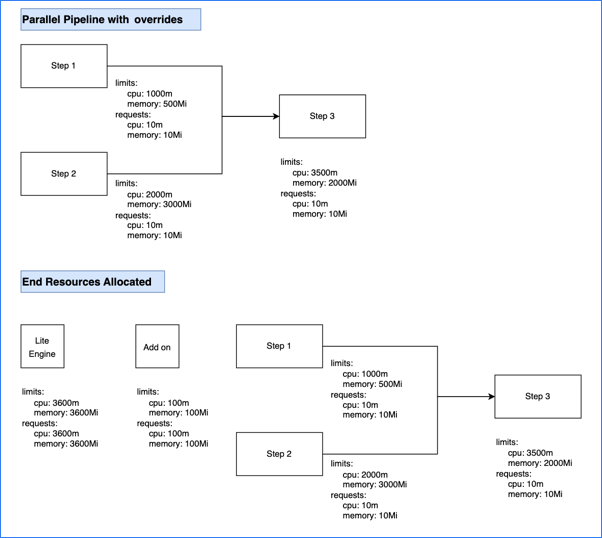 Parallel Pipeline with  overrides
Step 1
limits:
cpu: 1000m
memory: 500Mi
requests:
cpu: 10m
memory: 10Mi
Step 2
limits:
cpu: 2000m
memory: 3000Mi
requests:
cpu: 10m
memory: 10Mi
Step 3
limits:
cpu: 3500m
memory: 2000Mi
requests:
cpu: 10m
memory: 10Mi
End Resources Allocated
Lite
Engine
limits:
cpu: 3600m
memory: 3600Mi
requests:
cpu: 3600m
memory: 3600Mi
Add on
limits:
cpu: 100m
memory: 100Mi
requests:
cpu: 100m
memory: 100Mi
Step 1
limits:
cpu: 1000m
memory: 500Mi
requests:
cpu: 10m
memory: 10Mi
Step 2
limits:
cpu: 2000m
memory: 3000Mi
requests:
cpu: 10m
memory: 10Mi
Step 3
limits:
cpu: 3500m
memory: 2000Mi
requests:
cpu: 10m
memory: 10Mi